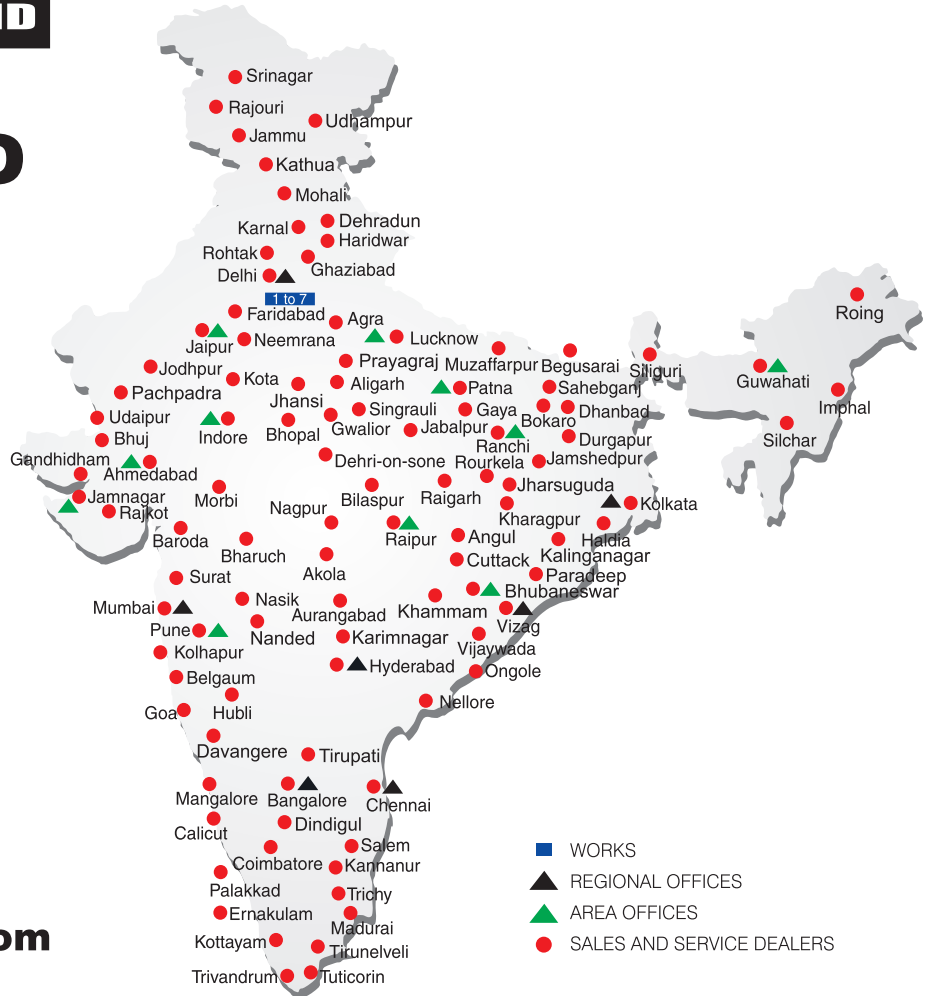 ID
Srinagar
Rajouri
Udhampur
Jammu
Kathua
Mohali
Dehradun
Karnal
Haridwar
Rohtak
Ghaziabad
Delhi
1 to 7
Faridabad
Agra
Roing
Jaipur
Neemrana
Lucknow
Muzaffarpur
Begusarai
Siliguri
Guwahati
Prayagraj
Jodhpur
Kota
Aligarh
Patna
Sahebganj
Imphal
Pachpadra
Jhansi
Singrauli
Gaya
Bokaro
Dhanbad
Udaipur
Indore
Bhopal
Gwalior
Jabalpur
Ranchi
Durgapur
Silchar
Bhuj
Gandhidham
Ahmedabad
Dehri-on-sone
Rourkela
Jamshedpur
Jamnagar
Morbi
Bilaspur
Raigarh
Jharsuguda
Rajkot
Nagpur
Kharagpur
Kolkata
Baroda
Bharuch
Raipur
Angul
Haldia
Kalinganagar
Akola
Cuttack
Paradeep
Surat
Bhubaneswar
Mumbai
Nasik
Aurangabad
Khammam
Vizag
Pune
Nanded
Karimnagar
Vijaywada
Kolhapur
Hyderabad
Ongole
Belgaum
Goa
Hubli
Nellore
Davangere
Tirupati
Mangalore
Bangalore
Chennai
Calicut
Dindigul
Coimbatore
Salem
Kannanur
Palakkad
Trichy
Ernakulam
Madurai
Kottayam
Tirunelveli
Trivandrum
Tuticorin
WORKS
REGIONAL OFFICES
AREA OFFICES
SALES AND SERVICE DEALERS
om